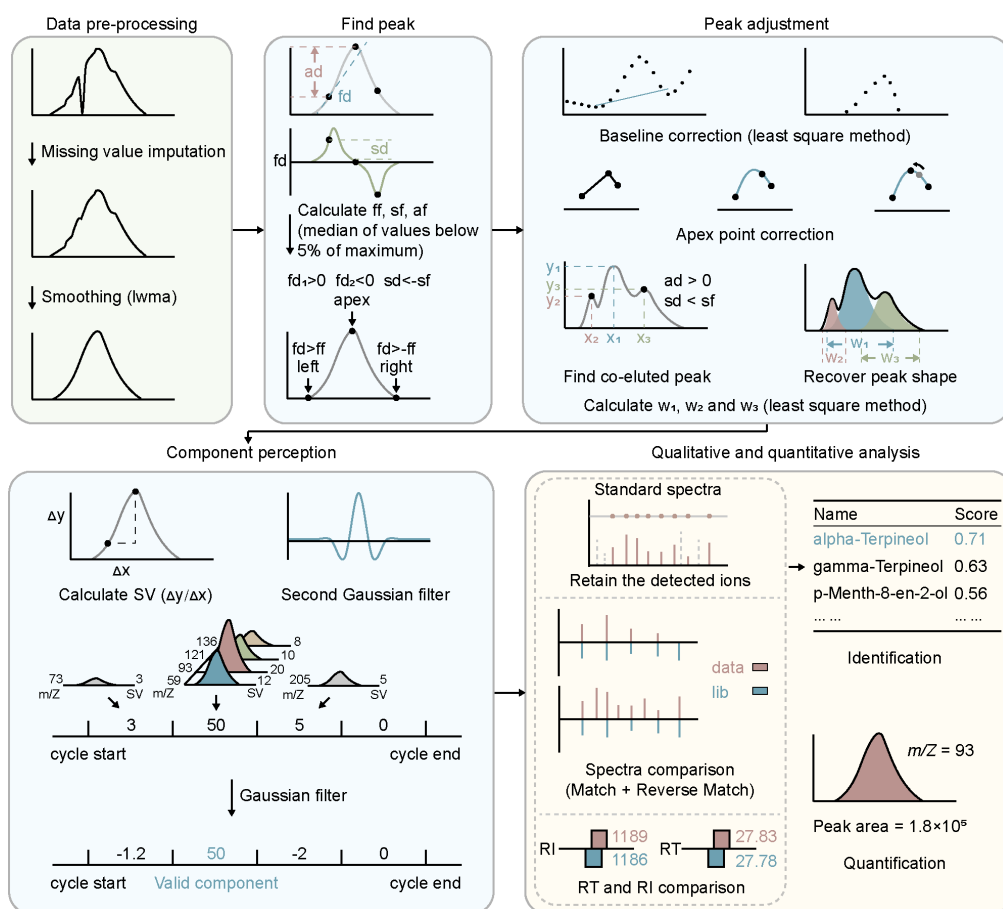 Data pre-processing
Missing value imputation
Smoothing (lwma)
Find peak
ad
fd
fd
sd
Calculate ff, sf, af
(median of values below
5% of maximum)
fd₁>0 fd₂<0 sd<-sf
apex
fd>ff
left
fd>-ff
right
Peak adjustment
Baseline correction (least square method)
Apex point correction
y₁
y₃
y₂
x₂ x₁ x₃
ad > 0
sd < sf
w₁
w₂
w₃
Find co-eluted peak
Recover peak shape
Calculate w₁, w₂ and w₃ (least square method)
Component perception
Δy
Δx
Calculate SV (Δy/Δx)
Second Gaussian filter
136
121
93
59
8
10
20
12
m/Z
SV
73
3
m/Z
SV
205
5
m/Z
SV
3 50 5 0
cycle start
cycle end
Gaussian filter
-1.2 50 -2 0
cycle start
Valid component
cycle end
Qualitative and quantitative analysis
Standard spectra
Retain the detected ions
data
lib
Spectra comparison
(Match + Reverse Match)
RI
1189
1186
RT
27.83
27.78
RT and RI comparison
Name Score
alpha-Terpineol 0.71
gamma-Terpineol 0.63
p-Menth-8-en-2-ol 0.56
... ... ... ...
Identification
m/Z = 93
Peak area = 1.8×10⁵
Quantification